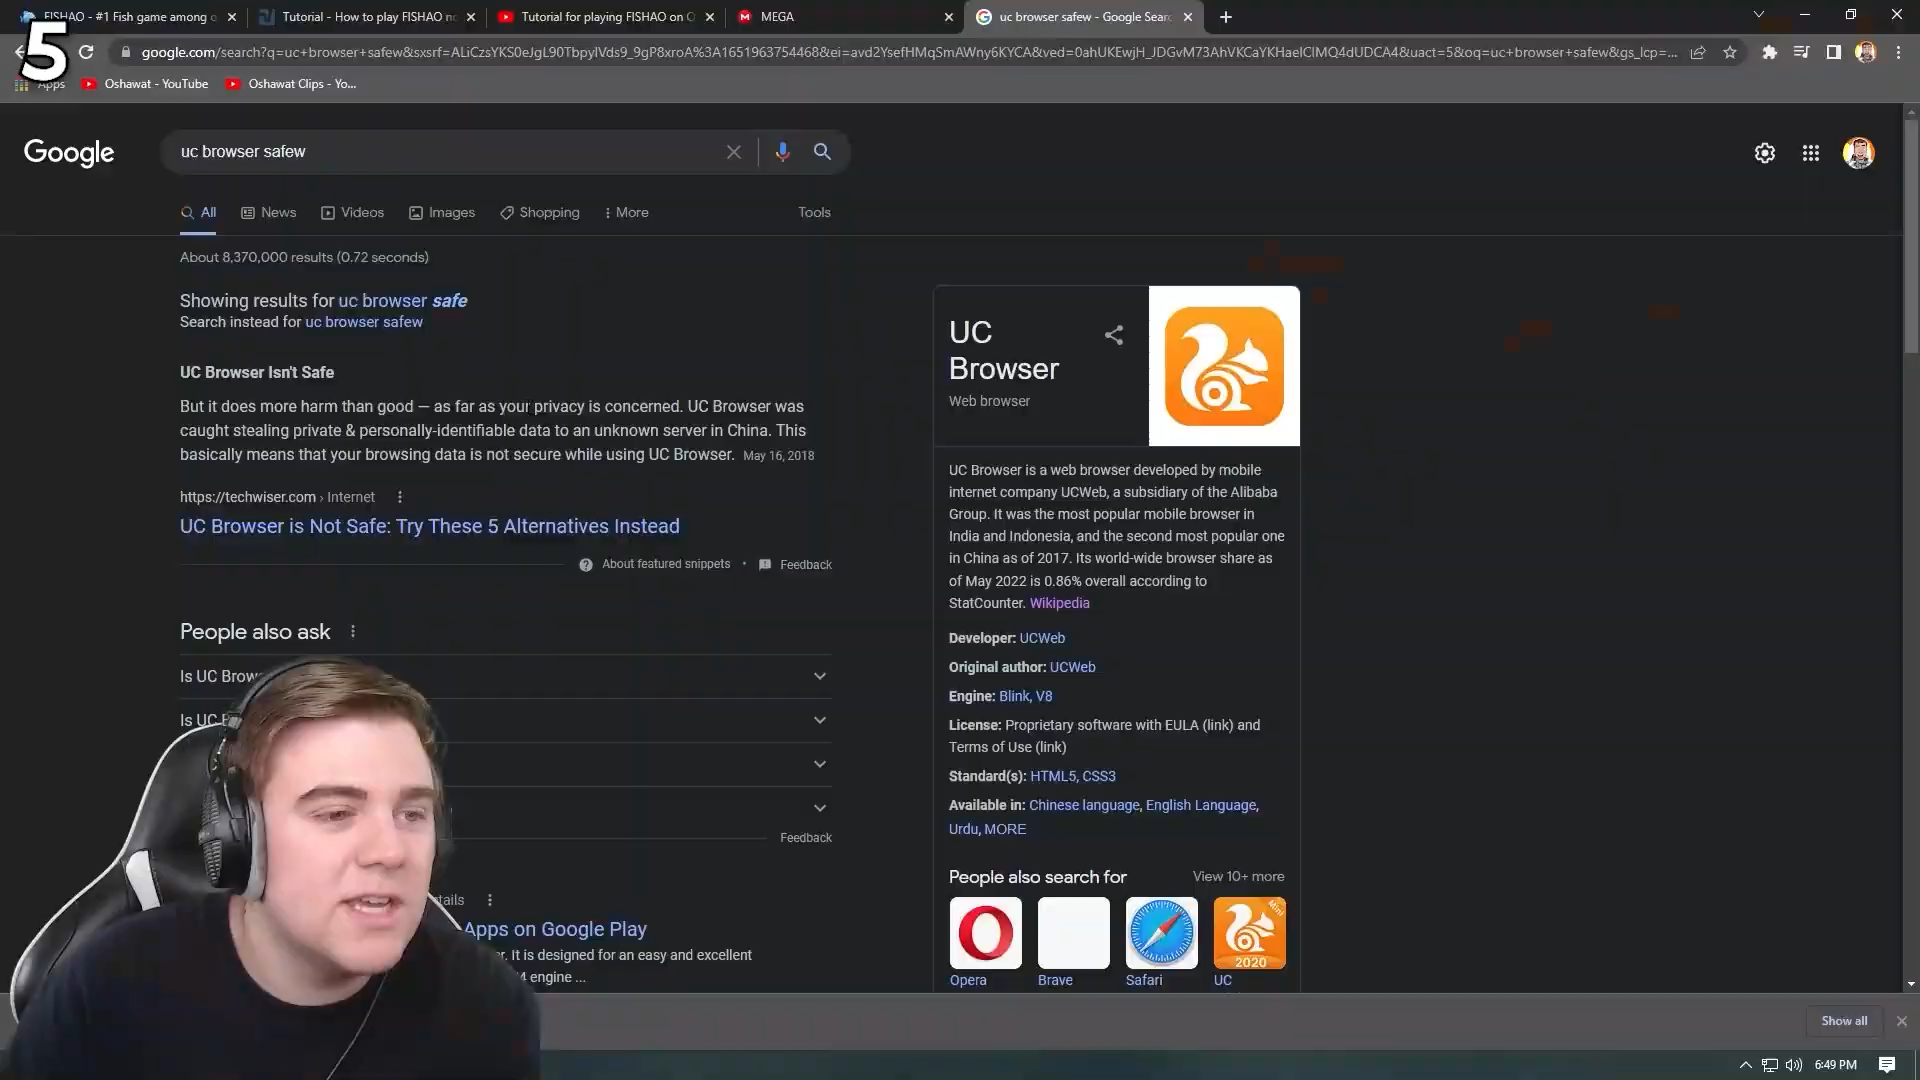 FISHAO - #1 Fish game among o
Tutorial - How to play FISHAO no
Tutorial for playing FISHAO on O
MEGA
uc browser safew - Google Searc
5
google.com/search?q=uc+browser+safew&sxsrf=ALiCzsYKS0eJgL90TbpylVds9_9gP8xroA%3A1651963754468&ei=avd2YsefHMqSmAWny6KYCA&ved=0ahUKEwjH_JDGvM73AhVKCaYKHaelClMQ4dUDCA4&uact=5&oq=uc+browser+safew&gs_lcp=...
Apps
Oshawat - YouTube
Oshawat Clips - Yo...
Google
uc browser safew
All
News
Videos
Images
Shopping
More
Tools
About 8,370,000 results (0.72 seconds)
Showing results for uc browser safe
Search instead for uc browser safew
UC Browser Isn't Safe
But it does more harm than good — as far as your privacy is concerned. UC Browser was
caught stealing private & personally-identifiable data to an unknown server in China. This
basically means that your browsing data is not secure while using UC Browser. May 16, 2018
https://techwiser.com › Internet
UC Browser is Not Safe: Try These 5 Alternatives Instead
About featured snippets
•
Feedback
People also ask
Is UC Brow
Is UC
Feedback
tails
Apps on Google Play
r. It is designed for an easy and excellent
4 engine ...
UC
Browser
Web browser
UC Browser is a web browser developed by mobile
internet company UCWeb, a subsidiary of the Alibaba
Group. It was the most popular mobile browser in
India and Indonesia, and the second most popular one
in China as of 2017. Its world-wide browser share as
of May 2022 is 0.86% overall according to
StatCounter. Wikipedia
Developer: UCWeb
Original author: UCWeb
Engine: Blink, V8
License: Proprietary software with EULA (link) and
Terms of Use (link)
Standard(s): HTML5, CSS3
Available in: Chinese language, English Language,
Urdu, MORE
People also search for
View 10+ more
Mini
2020
Opera
Brave
Safari
UC
Show all
6:49 PM